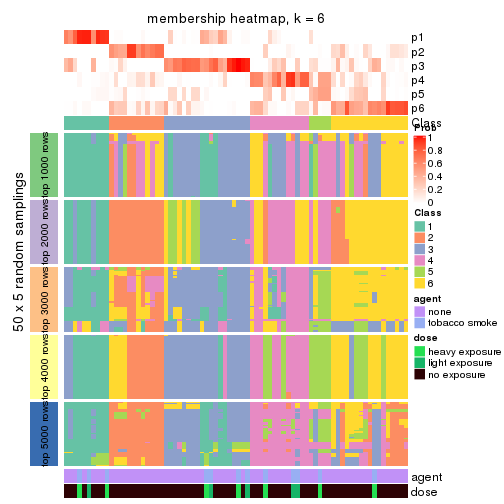 membership heatmap, k = 6
p1
p2
p3
p4
p5
p6
Class
50 x 5 random samplings
top 1000 rows
top 2000 rows
top 3000 rows
top 4000 rows
top 5000 rows
agent
dose
Prob
1
0.8
0.6
0.4
0.2
0
Class
1
2
3
4
5
6
agent
none
tobacco smoke
dose
heavy exposure
light exposure
no exposure